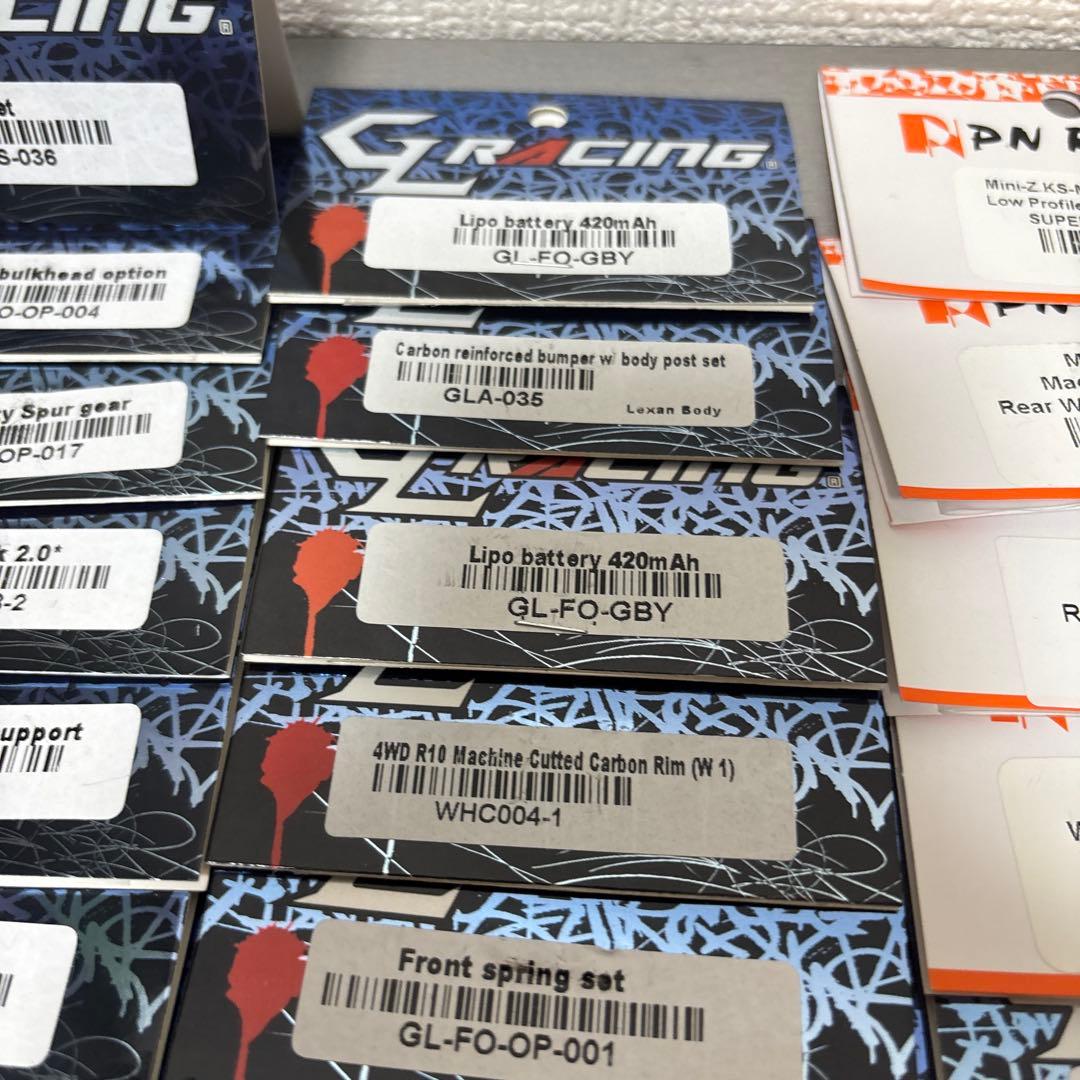 CING®
et
S-036
bulkhead option
O-OP-004
y Spur gear
OP-017
k 2.0*
3-2
upport
GL RACING®
Lipo battery 420mAh
GL-FO-GBY
Carbon reinforced bumper w/ body post set
GLA-035
Lexan Body
RACING®
Lipo battery 420mAh
GL-FO-GBY
4WD R10 Machine Cutted Carbon Rim (W 1)
WHC004-1
Front spring set
GL-FO-OP-001
PN R
Mini-Z KS-M
Low Profile
SUPE
PN
M
Mac
Rear W
R